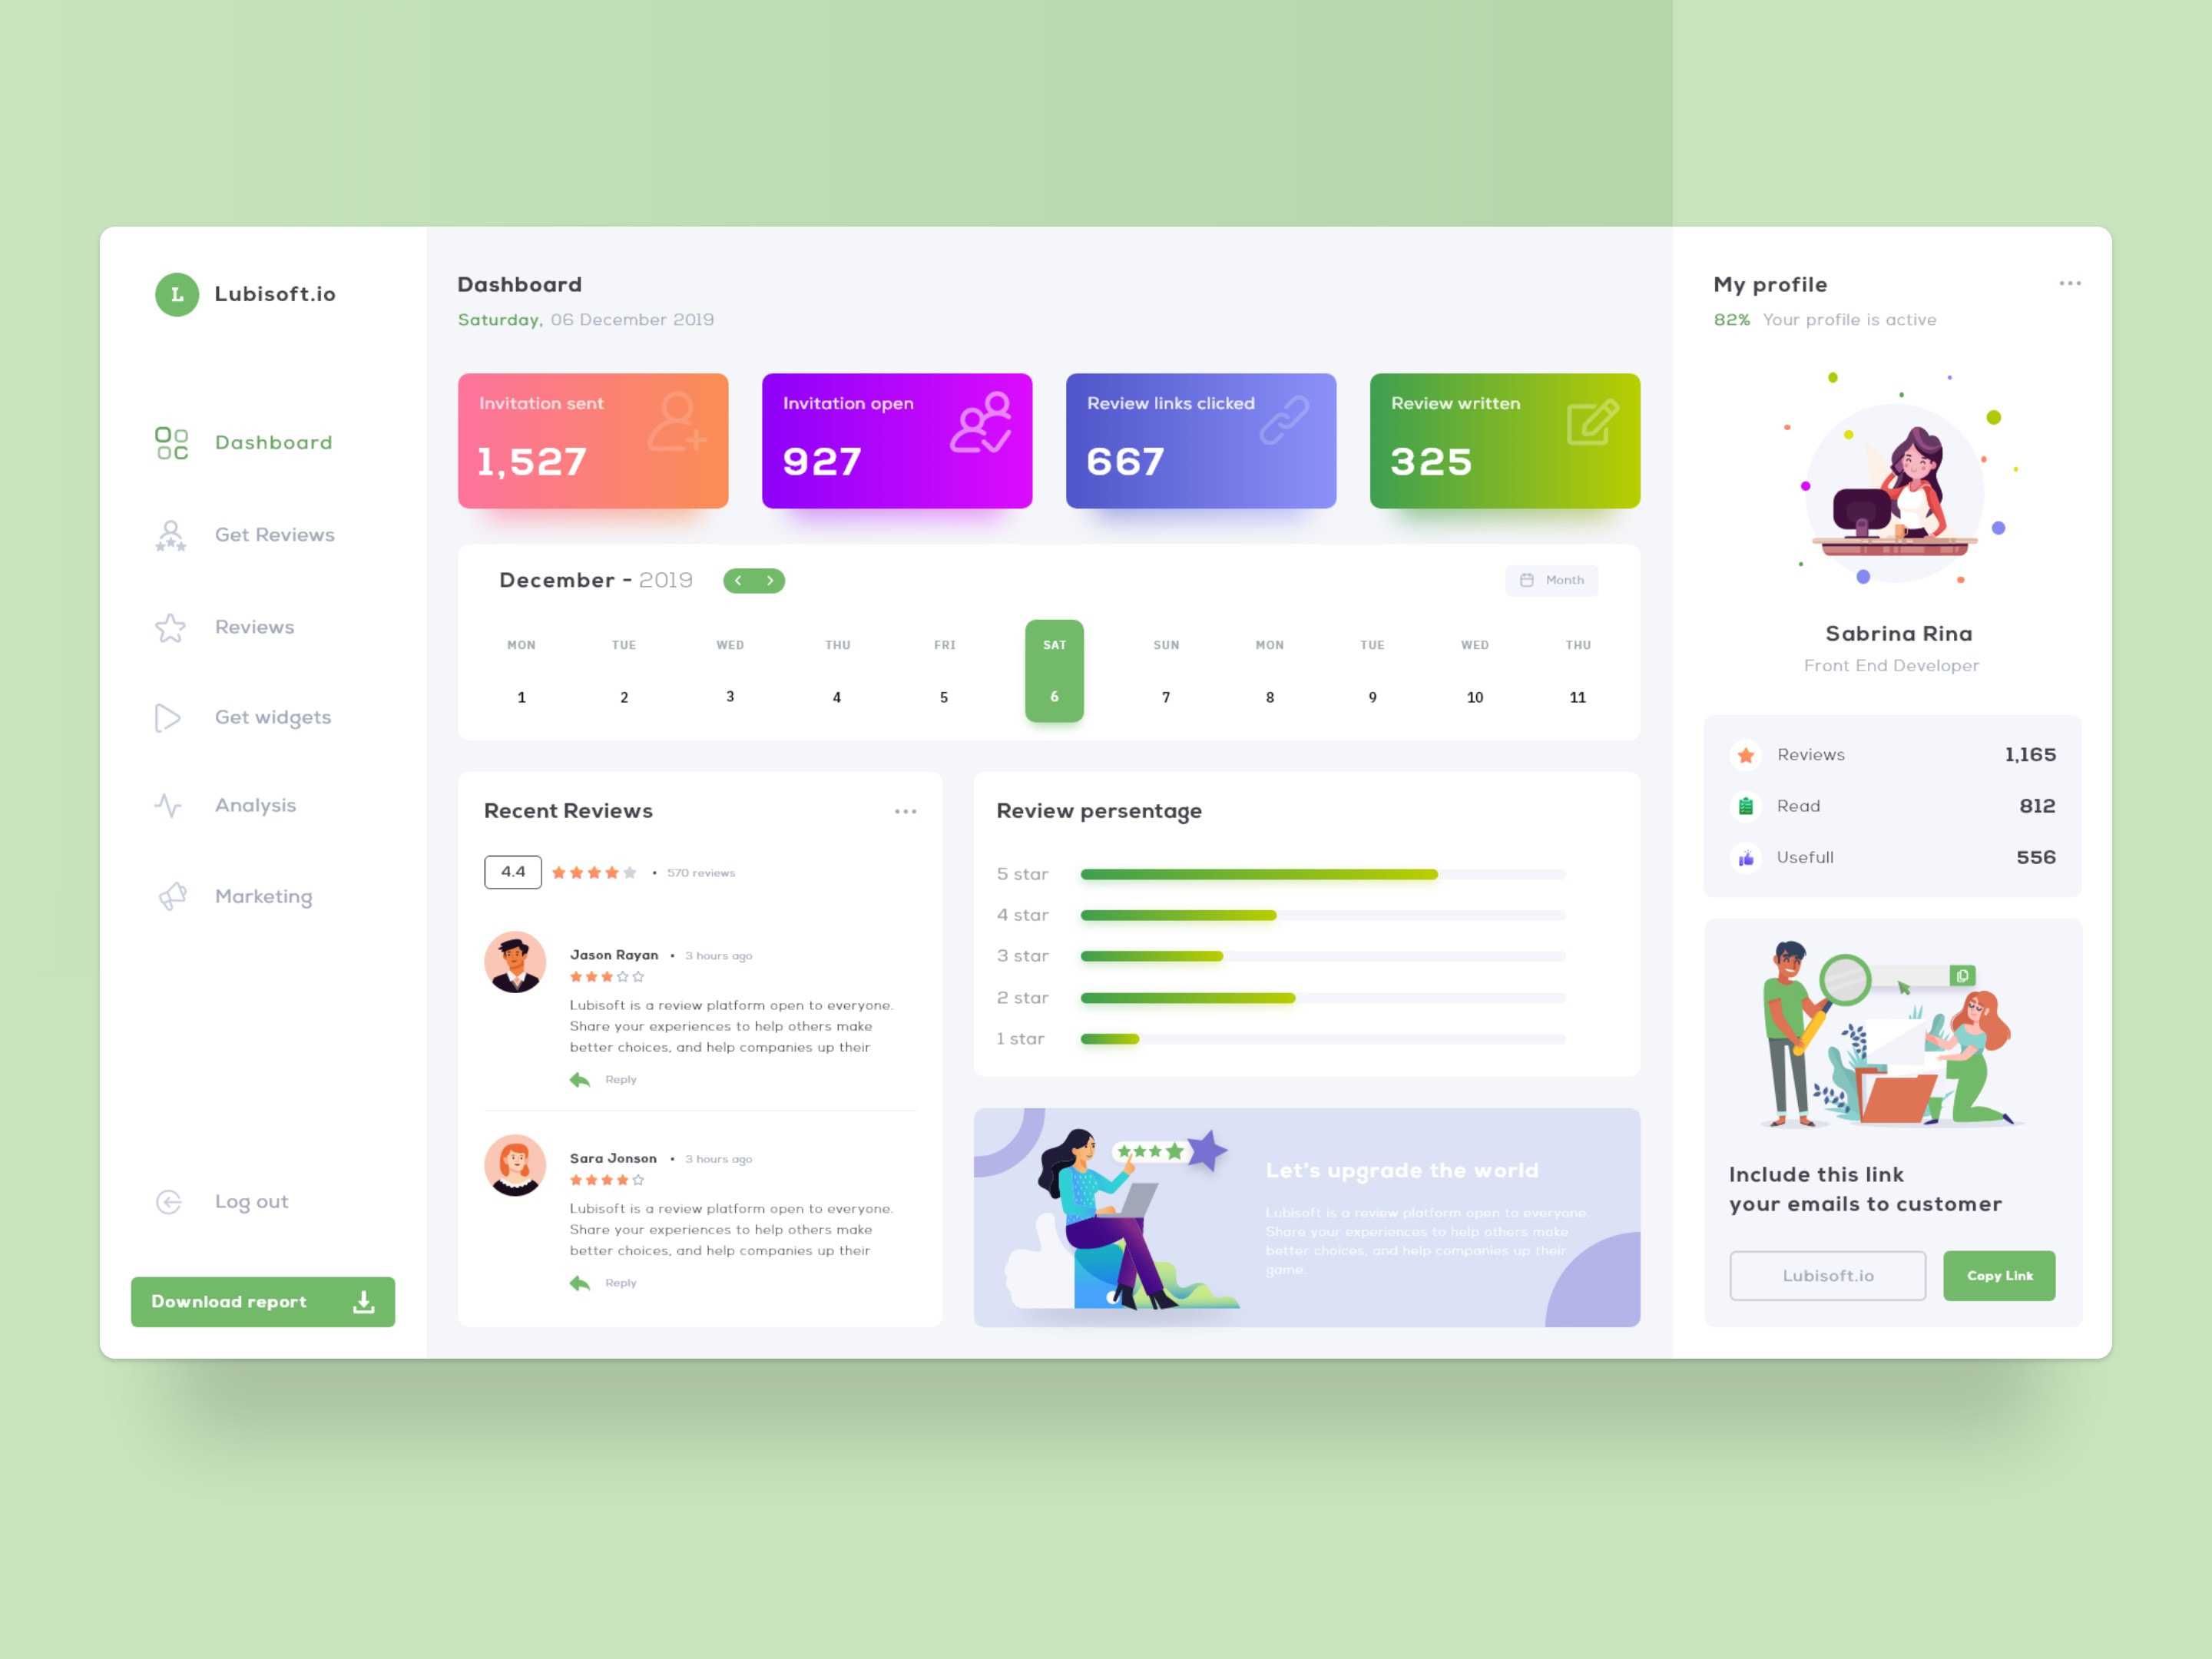 L
Lubisoft.io
Dashboard
Get Reviews
Reviews
Get widgets
Analysis
Marketing
Log out
Download report
Dashboard
Saturday, 06 December 2019
Invitation sent
1,527
Invitation open
927
Review links clicked
667
Review written
325
December - 2019
Month
MON TUE WED THU FRI SAT SUN MON TUE WED THU
1 2 3 4 5 6 7 8 9 10 11
Recent Reviews
4.4 • 570 reviews
Jason Rayan • 3 hours ago
Lubisoft is a review platform open to everyone.
Share your experiences to help others make
better choices, and help companies up their
Reply
Sara Jonson • 3 hours ago
Lubisoft is a review platform open to everyone.
Share your experiences to help others make
better choices, and help companies up their
Reply
Review persentage
5 star
4 star
3 star
2 star
1 star
Let's upgrade the world
Lubisoft is a review platform open to everyone.
Share your experiences to help others make
better choices, and help companies up their
game.
My profile
82% Your profile is active
Sabrina Rina
Front End Developer
Reviews 1,165
Read 812
Usefull 556
Include this link
your emails to customer
Lubisoft.io
Copy Link